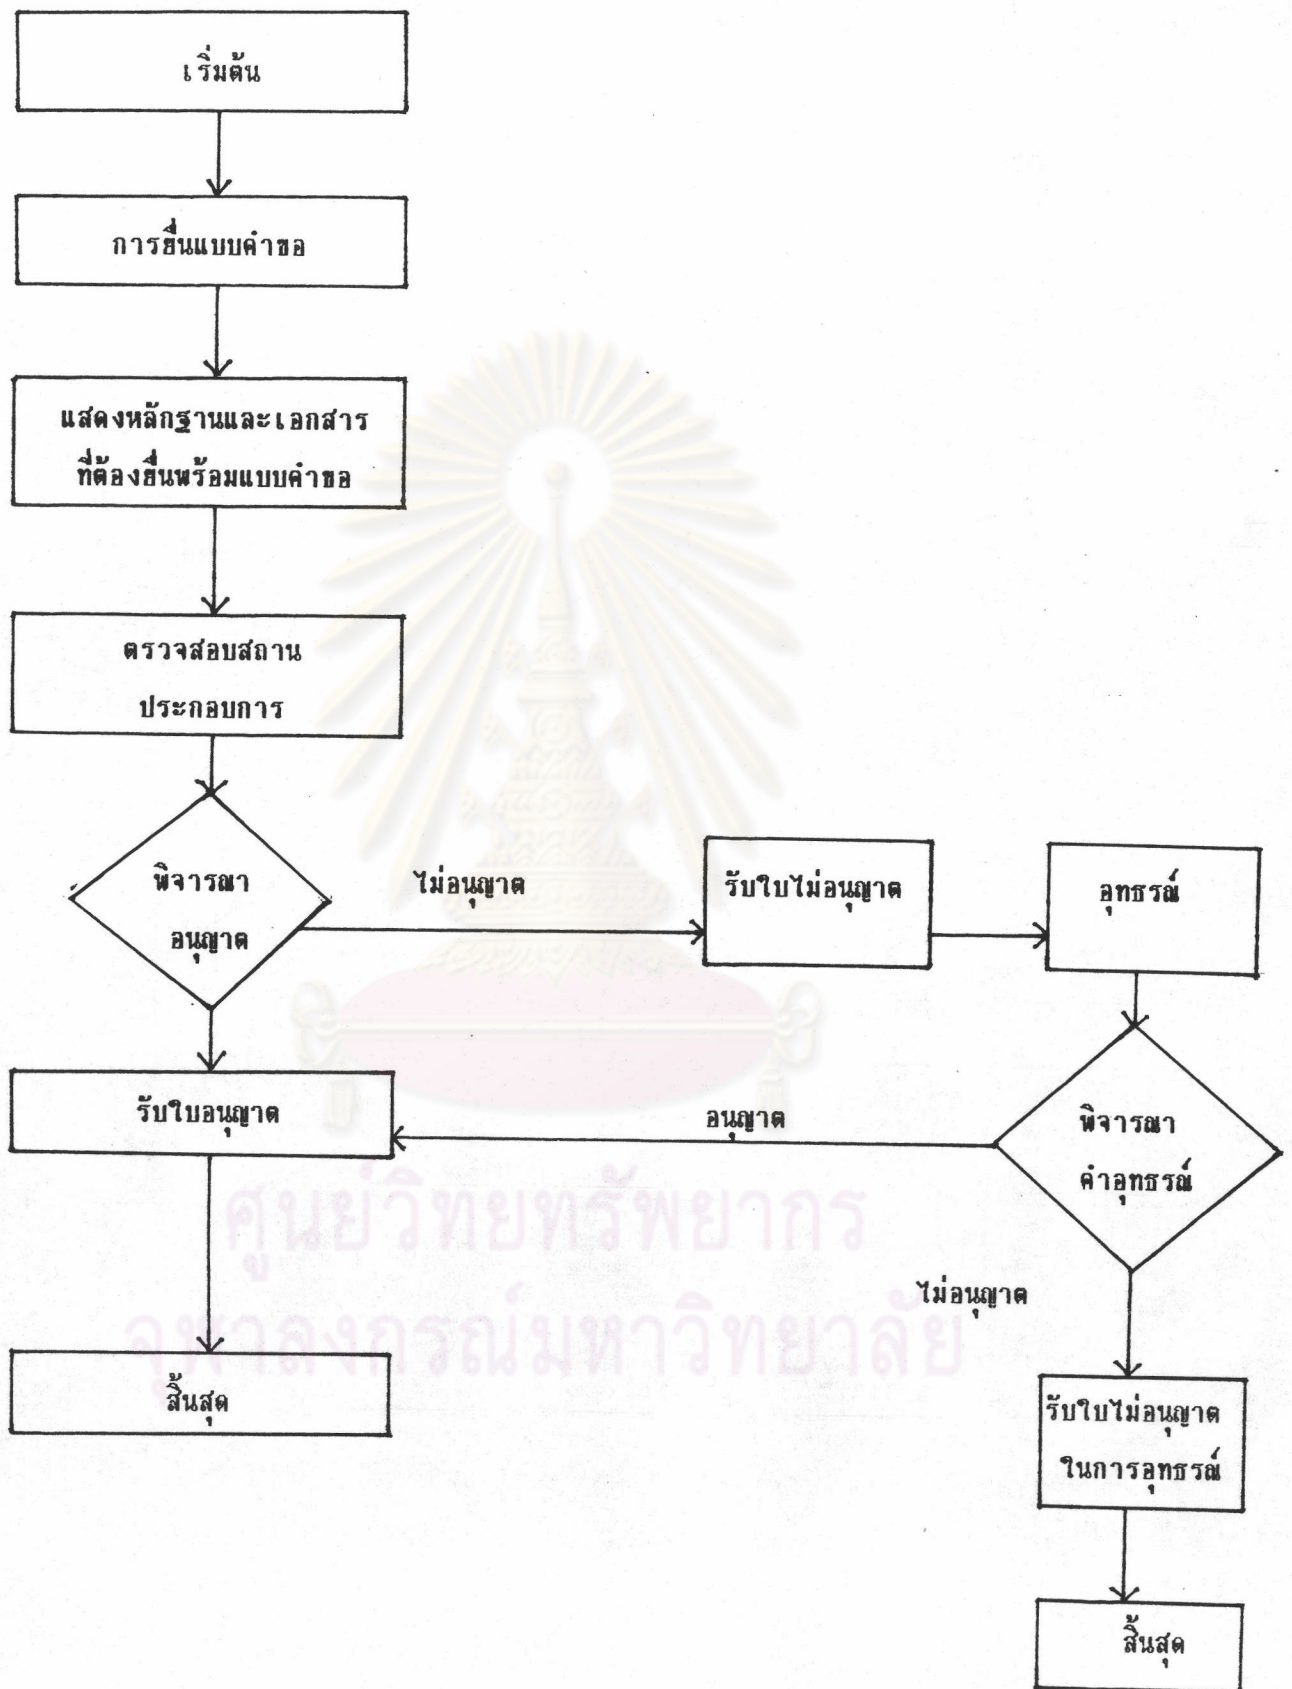 เริ่มต้น
การยื่นแบบคำขอ
แสดงหลักฐานและเอกสาร
ที่ต้องยื่นพร้อมแบบคำขอ
ตรวจสอบสถาน
ประกอบการ
พิจารณา
อนุญาต
ไม่อนุญาต
รับใบไม่อนุญาต
อุทธรณ์
รับใบอนุญาต
อนุญาต
พิจารณา
คำอุทธรณ์
ศูนย์วิทยทรัพยากร
จุฬาลงกรณ์มหาวิทยาลัย
ไม่อนุญาต
สิ้นสุด
รับใบไม่อนุญาต
ในการอุทธรณ์
สิ้นสุด